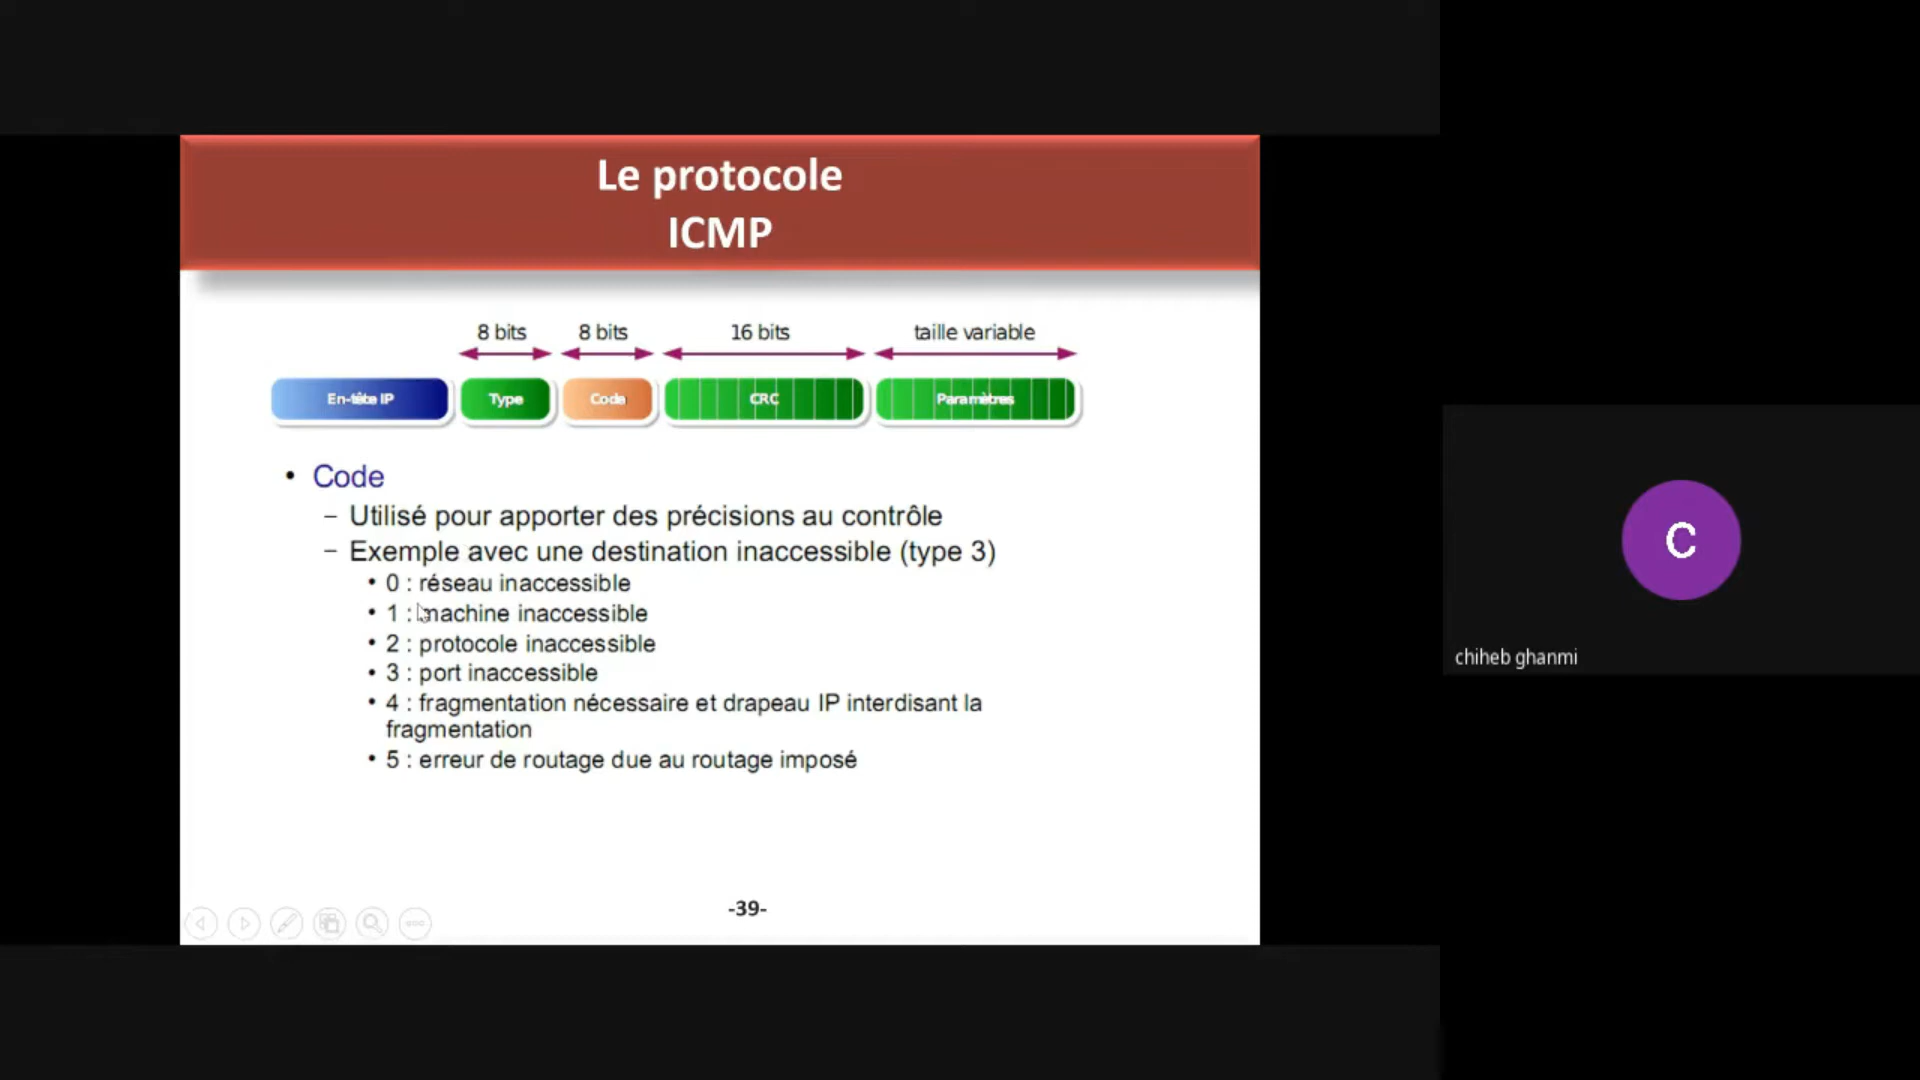 Le protocole
ICMP
8 bits 8 bits 16 bits taille variable
En-tête IP Type Code CRC Paramètres
• Code
– Utilisé pour apporter des précisions au contrôle
– Exemple avec une destination inaccessible (type 3)
• 0 : réseau inaccessible
• 1 : machine inaccessible
• 2 : protocole inaccessible
• 3 : port inaccessible
• 4 : fragmentation nécessaire et drapeau IP interdisant la
fragmentation
• 5 : erreur de routage due au routage imposé
-39-
C
chiheb ghanmi